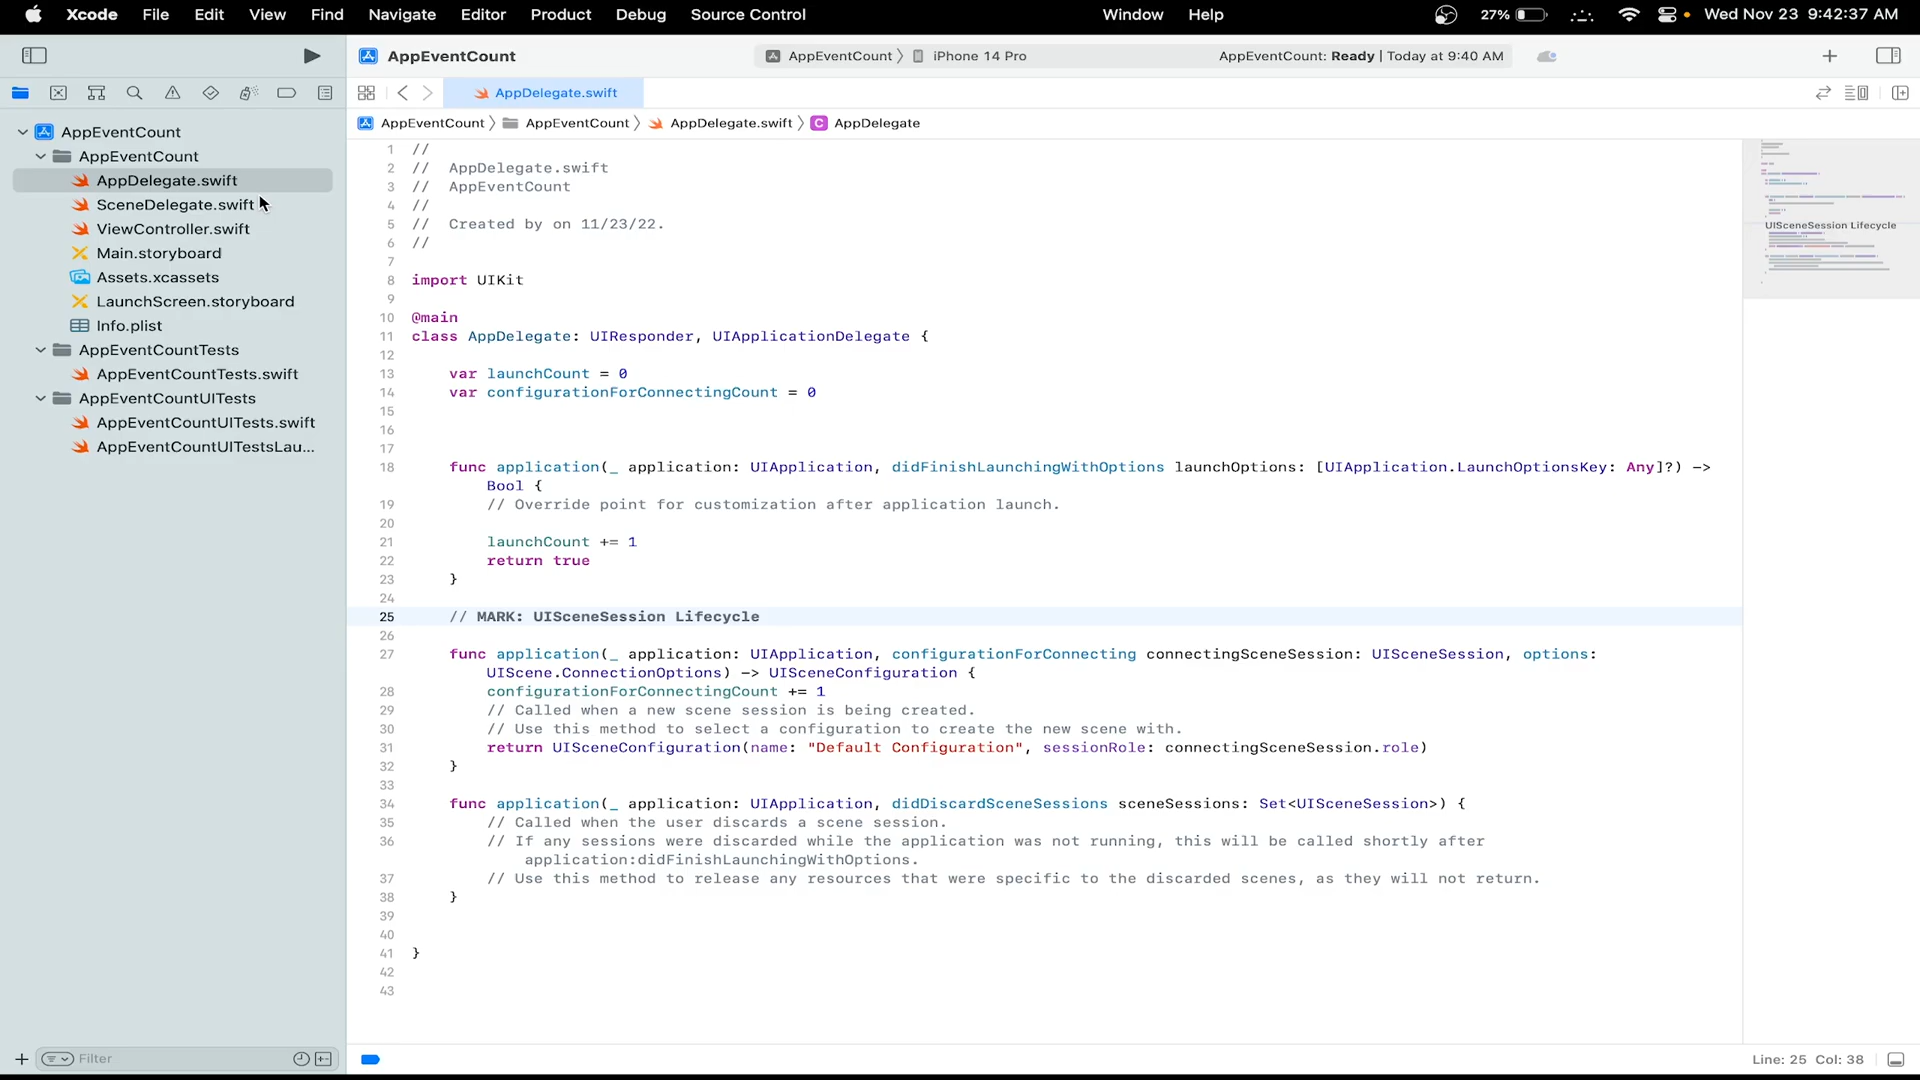 Xcode File Edit View Find Navigate Editor Product Debug Source Control Window Help 27% Wed Nov 23 9:42:37 AM
AppEventCount AppEventCount 〉 iPhone 14 Pro AppEventCount: Ready | Today at 9:40 AM
AppDelegate.swift
AppEventCount 〉 AppEventCount 〉 AppDelegate.swift 〉 C AppDelegate
AppEventCount
AppEventCount
AppDelegate.swift
SceneDelegate.swift
ViewController.swift
Main.storyboard
Assets.xcassets
LaunchScreen.storyboard
Info.plist
AppEventCountTests
AppEventCountTests.swift
AppEventCountUITests
AppEventCountUITests.swift
AppEventCountUITestsLau...
Filter
1 //
2 // AppDelegate.swift
3 // AppEventCount
4 //
5 // Created by on 11/23/22.
6 //
7
8 import UIKit
9
10 @main
11 class AppDelegate: UIResponder, UIApplicationDelegate {
12
13 var launchCount = 0
14 var configurationForConnectingCount = 0
15
16
17
18 func application(_ application: UIApplication, didFinishLaunchingWithOptions launchOptions: [UIApplication.LaunchOptionsKey: Any]?) ->
Bool {
19 // Override point for customization after application launch.
20
21 launchCount += 1
22 return true
23 }
24
25 // MARK: UISceneSession Lifecycle
26
27 func application(_ application: UIApplication, configurationForConnecting connectingSceneSession: UISceneSession, options:
UIScene.ConnectionOptions) -> UISceneConfiguration {
28 configurationForConnectingCount += 1
29 // Called when a new scene session is being created.
30 // Use this method to select a configuration to create the new scene with.
31 return UISceneConfiguration(name: "Default Configuration", sessionRole: connectingSceneSession.role)
32 }
33
34 func application(_ application: UIApplication, didDiscardSceneSessions sceneSessions: Set<UISceneSession>) {
35 // Called when the user discards a scene session.
36 // If any sessions were discarded while the application was not running, this will be called shortly after
application:didFinishLaunchingWithOptions.
37 // Use this method to release any resources that were specific to the discarded scenes, as they will not return.
38 }
39
40
41 }
42
43
UISceneSession Lifecycle
Line: 25 Col: 38